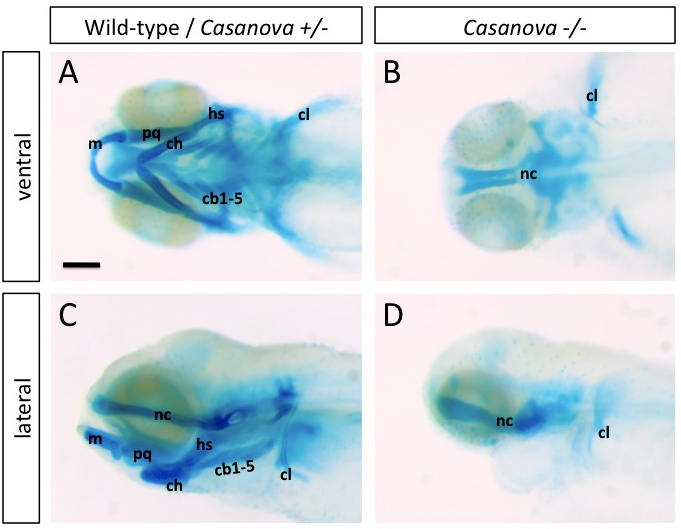 Wild-type / Casanova +/-
Casanova -/-
ventral
A
hs
cl
pq
m
ch
cb1-5
B
cl
nc
lateral
C
nc
m
hs
pq
cb1-5
ch
cl
D
nc
cl